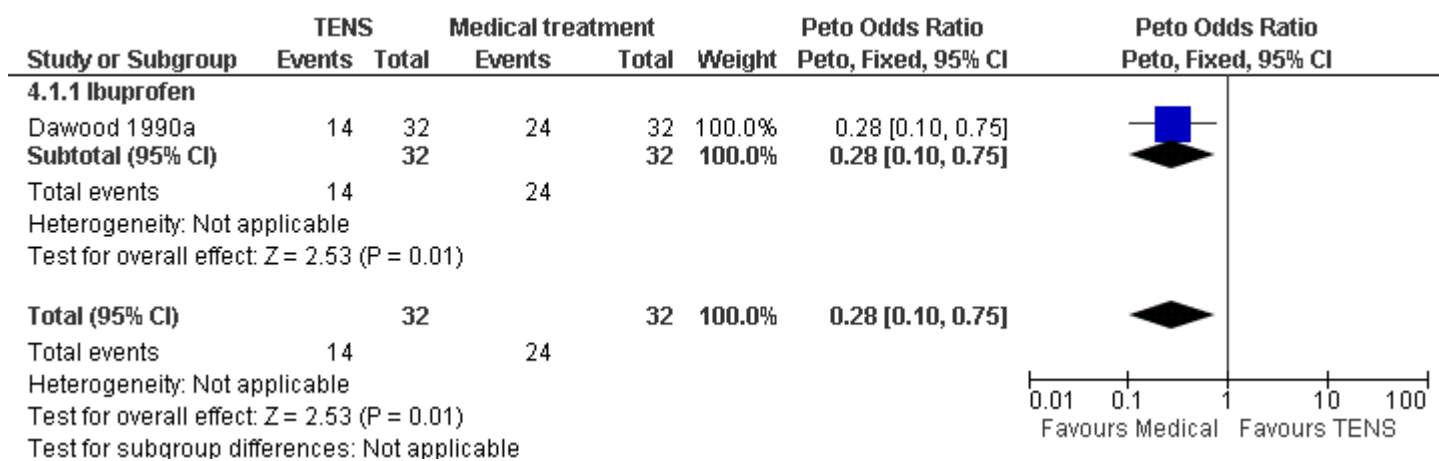 TENS Medical treatment Peto Odds Ratio Peto Odds Ratio
Study or Subgroup Events Total Events Total Weight Peto, Fixed, 95% CI Peto, Fixed, 95% CI
4.1.1 Ibuprofen
Dawood 1990a 14 32 24 32 100.0% 0.28 [0.10, 0.75]
Subtotal (95% CI) 32 32 100.0% 0.28 [0.10, 0.75]
Total events 14 24
Heterogeneity: Not applicable
Test for overall effect: Z = 2.53 (P = 0.01)
Total (95% CI) 32 32 100.0% 0.28 [0.10, 0.75]
Total events 14 24
Heterogeneity: Not applicable
Test for overall effect: Z = 2.53 (P = 0.01)
Test for subgroup differences: Not applicable
0.01 0.1 1 10 100
Favours Medical Favours TENS